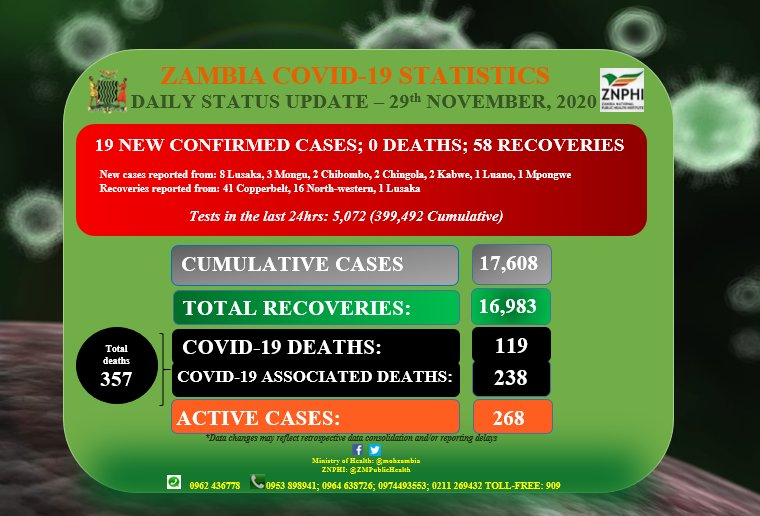 ZAMBIA COVID-19 STATISTICS
DAILY STATUS UPDATE – 29th NOVEMBER, 2020
ZNPHI
ZAMBIA NATIONAL
PUBLIC HEALTH INSTITUTE
19 NEW CONFIRMED CASES; 0 DEATHS; 58 RECOVERIES
New cases reported from: 8 Lusaka, 3 Mongu, 2 Chibombo, 2 Chingola, 2 Kabwe, 1 Luano, 1 Mpongwe
Recoveries reported from: 41 Copperbelt, 16 North-western, 1 Lusaka
Tests in the last 24hrs: 5,072 (399,492 Cumulative)
CUMULATIVE CASES 17,608
TOTAL RECOVERIES: 16,983
Total
deaths
357
COVID-19 DEATHS: 119
COVID-19 ASSOCIATED DEATHS: 238
ACTIVE CASES: 268
*Data changes may reflect retrospective data consolidation and/or reporting delays
Ministry of Health: @mohzambia
ZNPHI: @ZMPublicHealth
0962 436778 0953 898941; 0964 638726; 0974493553; 0211 269432 TOLL-FREE: 909